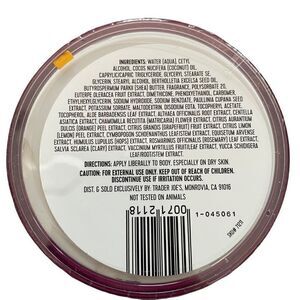 INGREDIENTS: WATER (AQUA), CETYL
ALCOHOL, COCOS NUCIFERA (COCONUT) OIL,
CAPRYLIC/CAPRIC TRIGLYCERIDE, GLYCERYL STEARATE SE,
GLYCERIN, STEARYL ALCOHOL, BERTHOLLETIA EXCELSA SEED OIL,
BUTYROSPERMUM PARKII (SHEA) BUTTER, FRAGRANCE, POLYSORBATE 20,
EUTERPE OLERACEA FRUIT EXTRACT, DIMETHICONE, PHENOXYETHANOL, CARBOMER,
ETHYLHEXYLGLYCERIN, SODIUM HYDROXIDE, SODIUM BENZOATE, PAULLINIA CUPANA SEED
EXTRACT, POTASSIUM SORBATE, MALTODEXTRIN, DISODIUM EDTA, TOCOPHERYL ACETATE,
TOCOPHEROL, ALOE BARBADENSIS LEAF EXTRACT, ALTHAEA OFFICINALIS ROOT EXTRACT, CENTELLA
ASIATICA EXTRACT, CHAMOMILLA RECUTITA (MATRICARIA) FLOWER EXTRACT, CITRUS AURANTIUM
DULCIS (ORANGE) PEEL EXTRACT, CITRUS GRANDIS (GRAPEFRUIT) FRUIT EXTRACT, CITRUS LIMON
(LEMON) PEEL EXTRACT, CYMBOPOGON SCHOENANTHUS LEAF/STEM EXTRACT, EQUISETUM ARVENSE
EXTRACT, HUMULUS LUPULUS (HOPS) EXTRACT, ROSMARINUS OFFICINALIS (ROSEMARY) LEAF EXTRACT,
SALVIA SCLAREA (CLARY) EXTRACT, VACCINIUM MYRTILLUS FRUIT/LEAF EXTRACT, YUCCA SCHIDIGERA
LEAF/ROOT/STEM EXTRACT.
DIRECTIONS: APPLY LIBERALLY TO BODY, ESPECIALLY ON DRY SKIN.
CAUTION: FOR EXTERNAL USE ONLY. KEEP OUT OF REACH OF CHILDREN.
DISCONTINUE USE IF IRRITATION OCCURS.
DIST. & SOLD EXCLUSIVELY BY: TRADER JOE'S, MONROVIA, CA 91016
NOT TESTED ON ANIMALS
0071 2118
1-045061